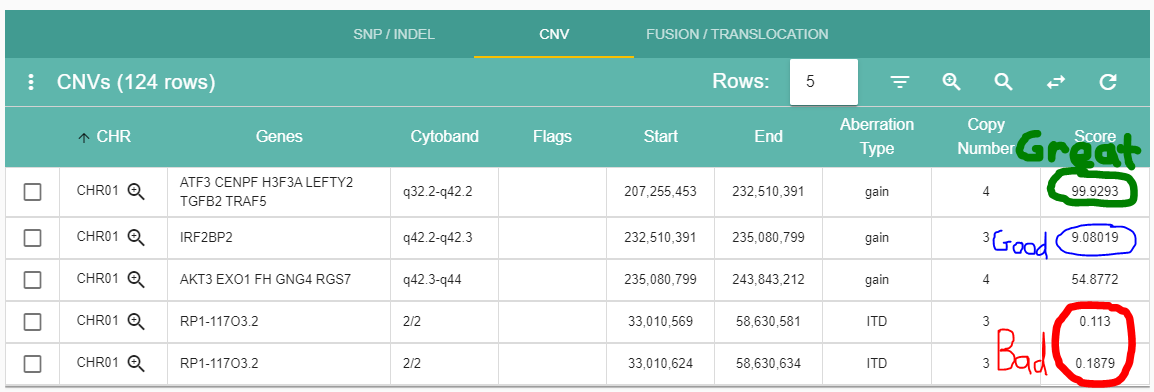 SNP / INDEL CNV FUSION / TRANSLOCATION
CNVs (124 rows) Rows: 5
CHR Genes Cytoband Flags Start End Aberration Type Copy Number Score
Great
CHR01 ATF3 CENPF H3F3A LEFTY2 TGFB2 TRAF5 q32.2-q42.2 207,255,453 232,510,391 gain 4 99.9293
CHR01 IRF2BP2 q42.2-q42.3 232,510,391 235,080,799 gain 3 Good 9.08019
CHR01 AKT3 EXO1 FH GNG4 RGS7 q42.3-q44 235,080,799 243,843,212 gain 4 54.8772
CHR01 RP1-117O3.2 2/2 33,010,569 58,630,581 ITD 3 0.113
Bad
CHR01 RP1-117O3.2 2/2 33,010,624 58,630,634 ITD 3 0.1879